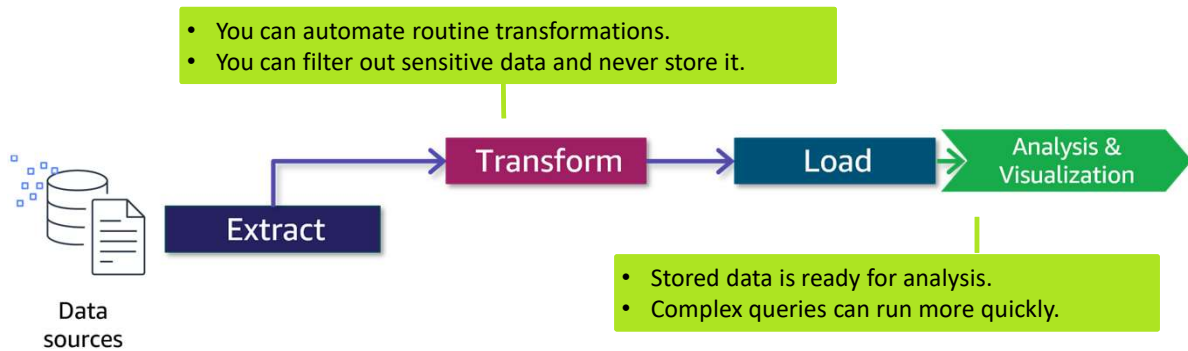 • You can automate routine transformations.
• You can filter out sensitive data and never store it.
Data
sources
Extract
Transform
Load
Analysis &
Visualization
• Stored data is ready for analysis.
• Complex queries can run more quickly.